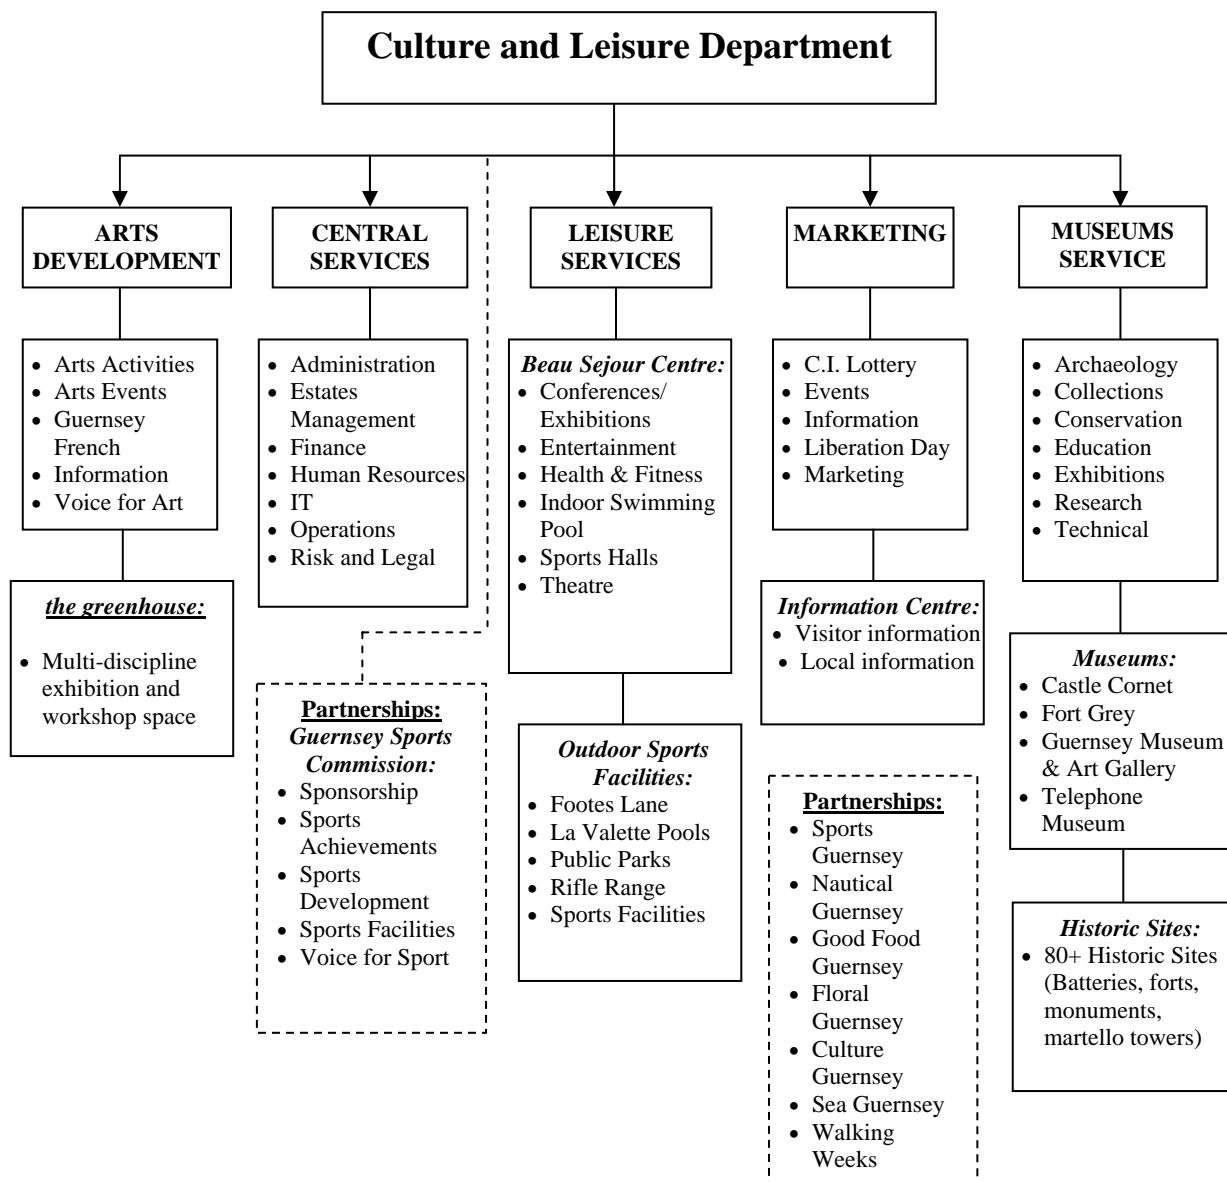 Culture and Leisure Department
ARTS
DEVELOPMENT
• Arts Activities
• Arts Events
• Guernsey
French
• Information
• Voice for Art
the greenhouse:
• Multi-discipline
exhibition and
workshop space
CENTRAL
SERVICES
• Administration
• Estates
Management
• Finance
• Human Resources
• IT
• Operations
• Risk and Legal
Partnerships:
Guernsey Sports
Commission:
• Sponsorship
• Sports
Achievements
• Sports
Development
• Sports Facilities
• Voice for Sport
LEISURE
SERVICES
Beau Sejour Centre:
• Conferences/
Exhibitions
• Entertainment
• Health & Fitness
• Indoor Swimming
Pool
• Sports Halls
• Theatre
Outdoor Sports
Facilities:
• Footes Lane
• La Valette Pools
• Public Parks
• Rifle Range
• Sports Facilities
MARKETING
• C.I. Lottery
• Events
• Information
• Liberation Day
• Marketing
Information Centre:
• Visitor information
• Local information
Partnerships:
• Sports
Guernsey
• Nautical
Guernsey
• Good Food
Guernsey
• Floral
Guernsey
• Culture
Guernsey
• Sea Guernsey
• Walking
Weeks
MUSEUMS
SERVICE
• Archaeology
• Collections
• Conservation
• Education
• Exhibitions
• Research
• Technical
Museums:
• Castle Cornet
• Fort Grey
• Guernsey Museum
& Art Gallery
• Telephone
Museum
Historic Sites:
• 80+ Historic Sites
(Batteries, forts,
monuments,
martello towers)